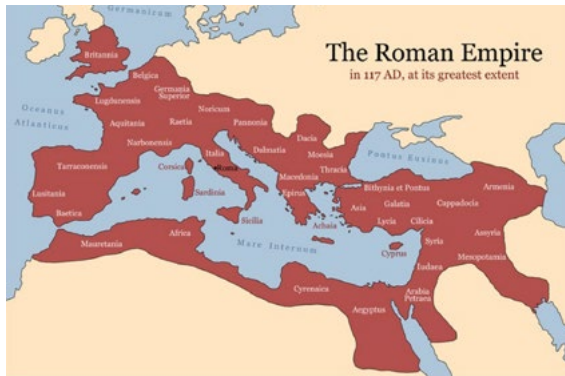 Germanicum
The Roman Empire
in 117 AD, at its greatest extent
Britannia
Belgica
Germania
Superior
Lugdunensis
Noricum
Oceanus
Atlanticus
Aquitania
Raetia
Pannonia
Dacia
Narbonensis
Italia
Dalmatia
Moesia
Pontus Euxinus
Corsica
Roma
Thracia
Tarraconensis
Macedonia
Bithynia et Pontus
Armenia
Lusitania
Sardinia
Epirus
Asia
Galatia
Cappadocia
Baetica
Sicilia
Achaia
Lycia
Cilicia
Assyria
Mauretania
Africa
Mare Internum
Cyprus
Syria
Mesopotamia
Iudaea
Cyrenaica
Arabia
Petraea
Aegyptus